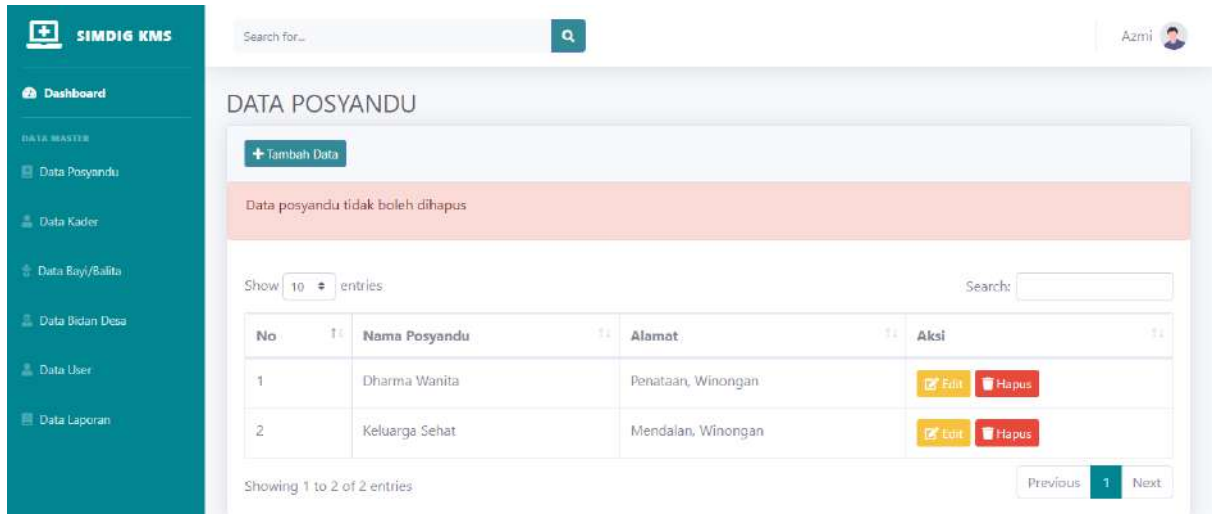 SIMDIG KMS
Search for...
Azmi
Dashboard
DATA MASTER
Data Posyandu
Data Kader
Data Bayi/Balita
Data Bidan Desa
Data User
Data Laporan
DATA POSYANDU
+ Tambah Data
Data posyandu tidak boleh dihapus
Show 10 entries
Search:
No Nama Posyandu Alamat Aksi
1 Dharma Wanita Penataan, Winongan Edit Hapus
2 Keluarga Sehat Mendalan, Winongan Edit Hapus
Showing 1 to 2 of 2 entries
Previous 1 Next